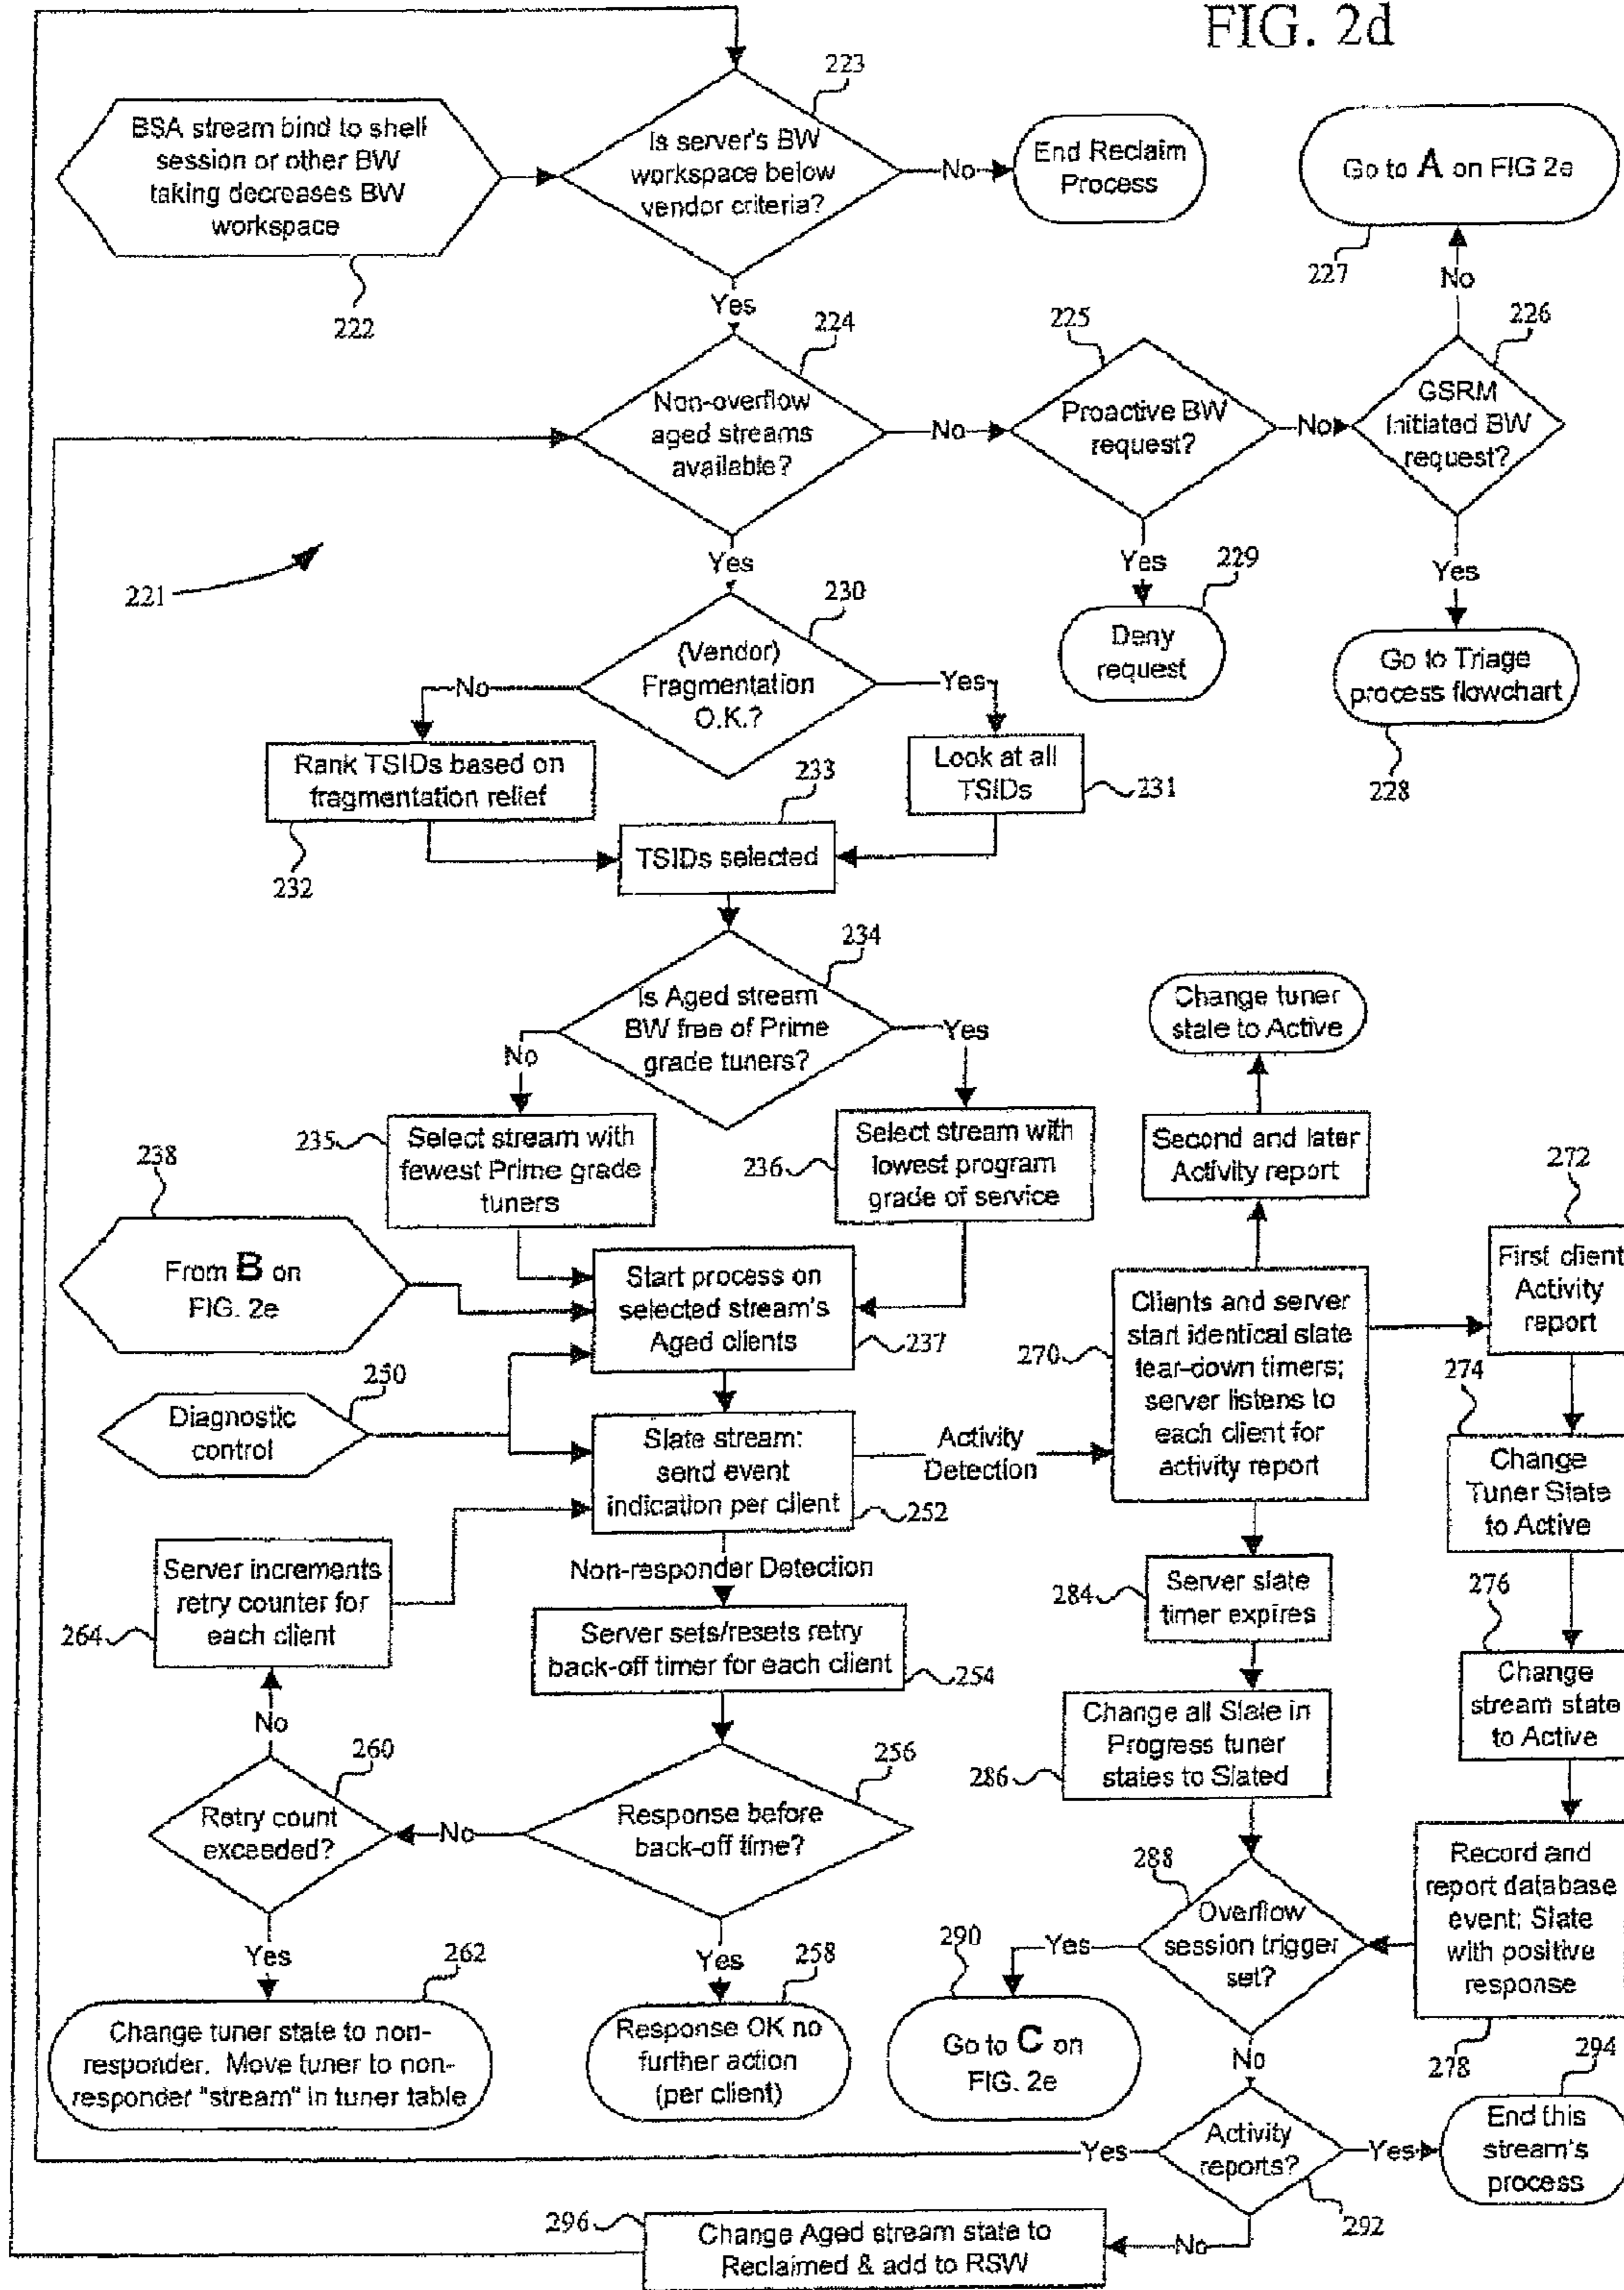 FIG. 2d
223
BSA stream bind to shell
session or other BW
taking decreases BW
workspace
222
Is server's BW
workspace below
vendor criteria?
No
End Reclaim
Process
Go to A on FIG 2e
227
No
Yes
224
225
226
Non-overflow
aged streams
available?
No
Proactive BW
request?
No
GSRM
Initiated BW
request?
221
Yes
Yes
229
Yes
Deny
request
Go to Triage
process flowchart
228
230
(Vendor)
Fragmentation
O.K.?
No
Yes
Rank TSIDs based on
fragmentation relief
232
233
Look at all
TSIDs
231
TSIDs selected
234
Is Aged stream
BW free of Prime
grade tuners?
No
Yes
Change tuner
state to Active
235
Select stream with
fewest Prime grade
tuners
236
Select stream with
lowest program
grade of service
Second and later
Activity report
272
238
From B on
FIG. 2e
Start process on
selected stream's
Aged clients
237
270
Clients and server
start identical slate
tear-down timers;
server listens to
each client for
activity report
First client
Activity
report
250
Diagnostic
control
Slate stream:
send event
indication per client
252
Activity
Detection
274
Change
Tuner State
to Active
Server increments
retry counter for
each client
264
Non-responder Detection
Server sets/resets retry
back-off timer for each client
254
284
Server slate
timer expires
276
Change
stream state
to Active
No
260
Retry count
exceeded?
No
256
Response before
back-off time?
286
Change all Slate in
Progress tuner
states to Slated
288
Overflow
session trigger
set?
Record and
report database
event: Slate
with positive
response
278
Yes
262
Yes
258
290
Yes
Change tuner state to non-
responder. Move tuner to non-
responder "stream" in tuner table
Response OK no
further action
(per client)
Go to C on
FIG. 2e
No
294
Yes
Activity
reports?
Yes
End this
stream's
process
292
296
Change Aged stream state to
Reclaimed & add to RSW
No